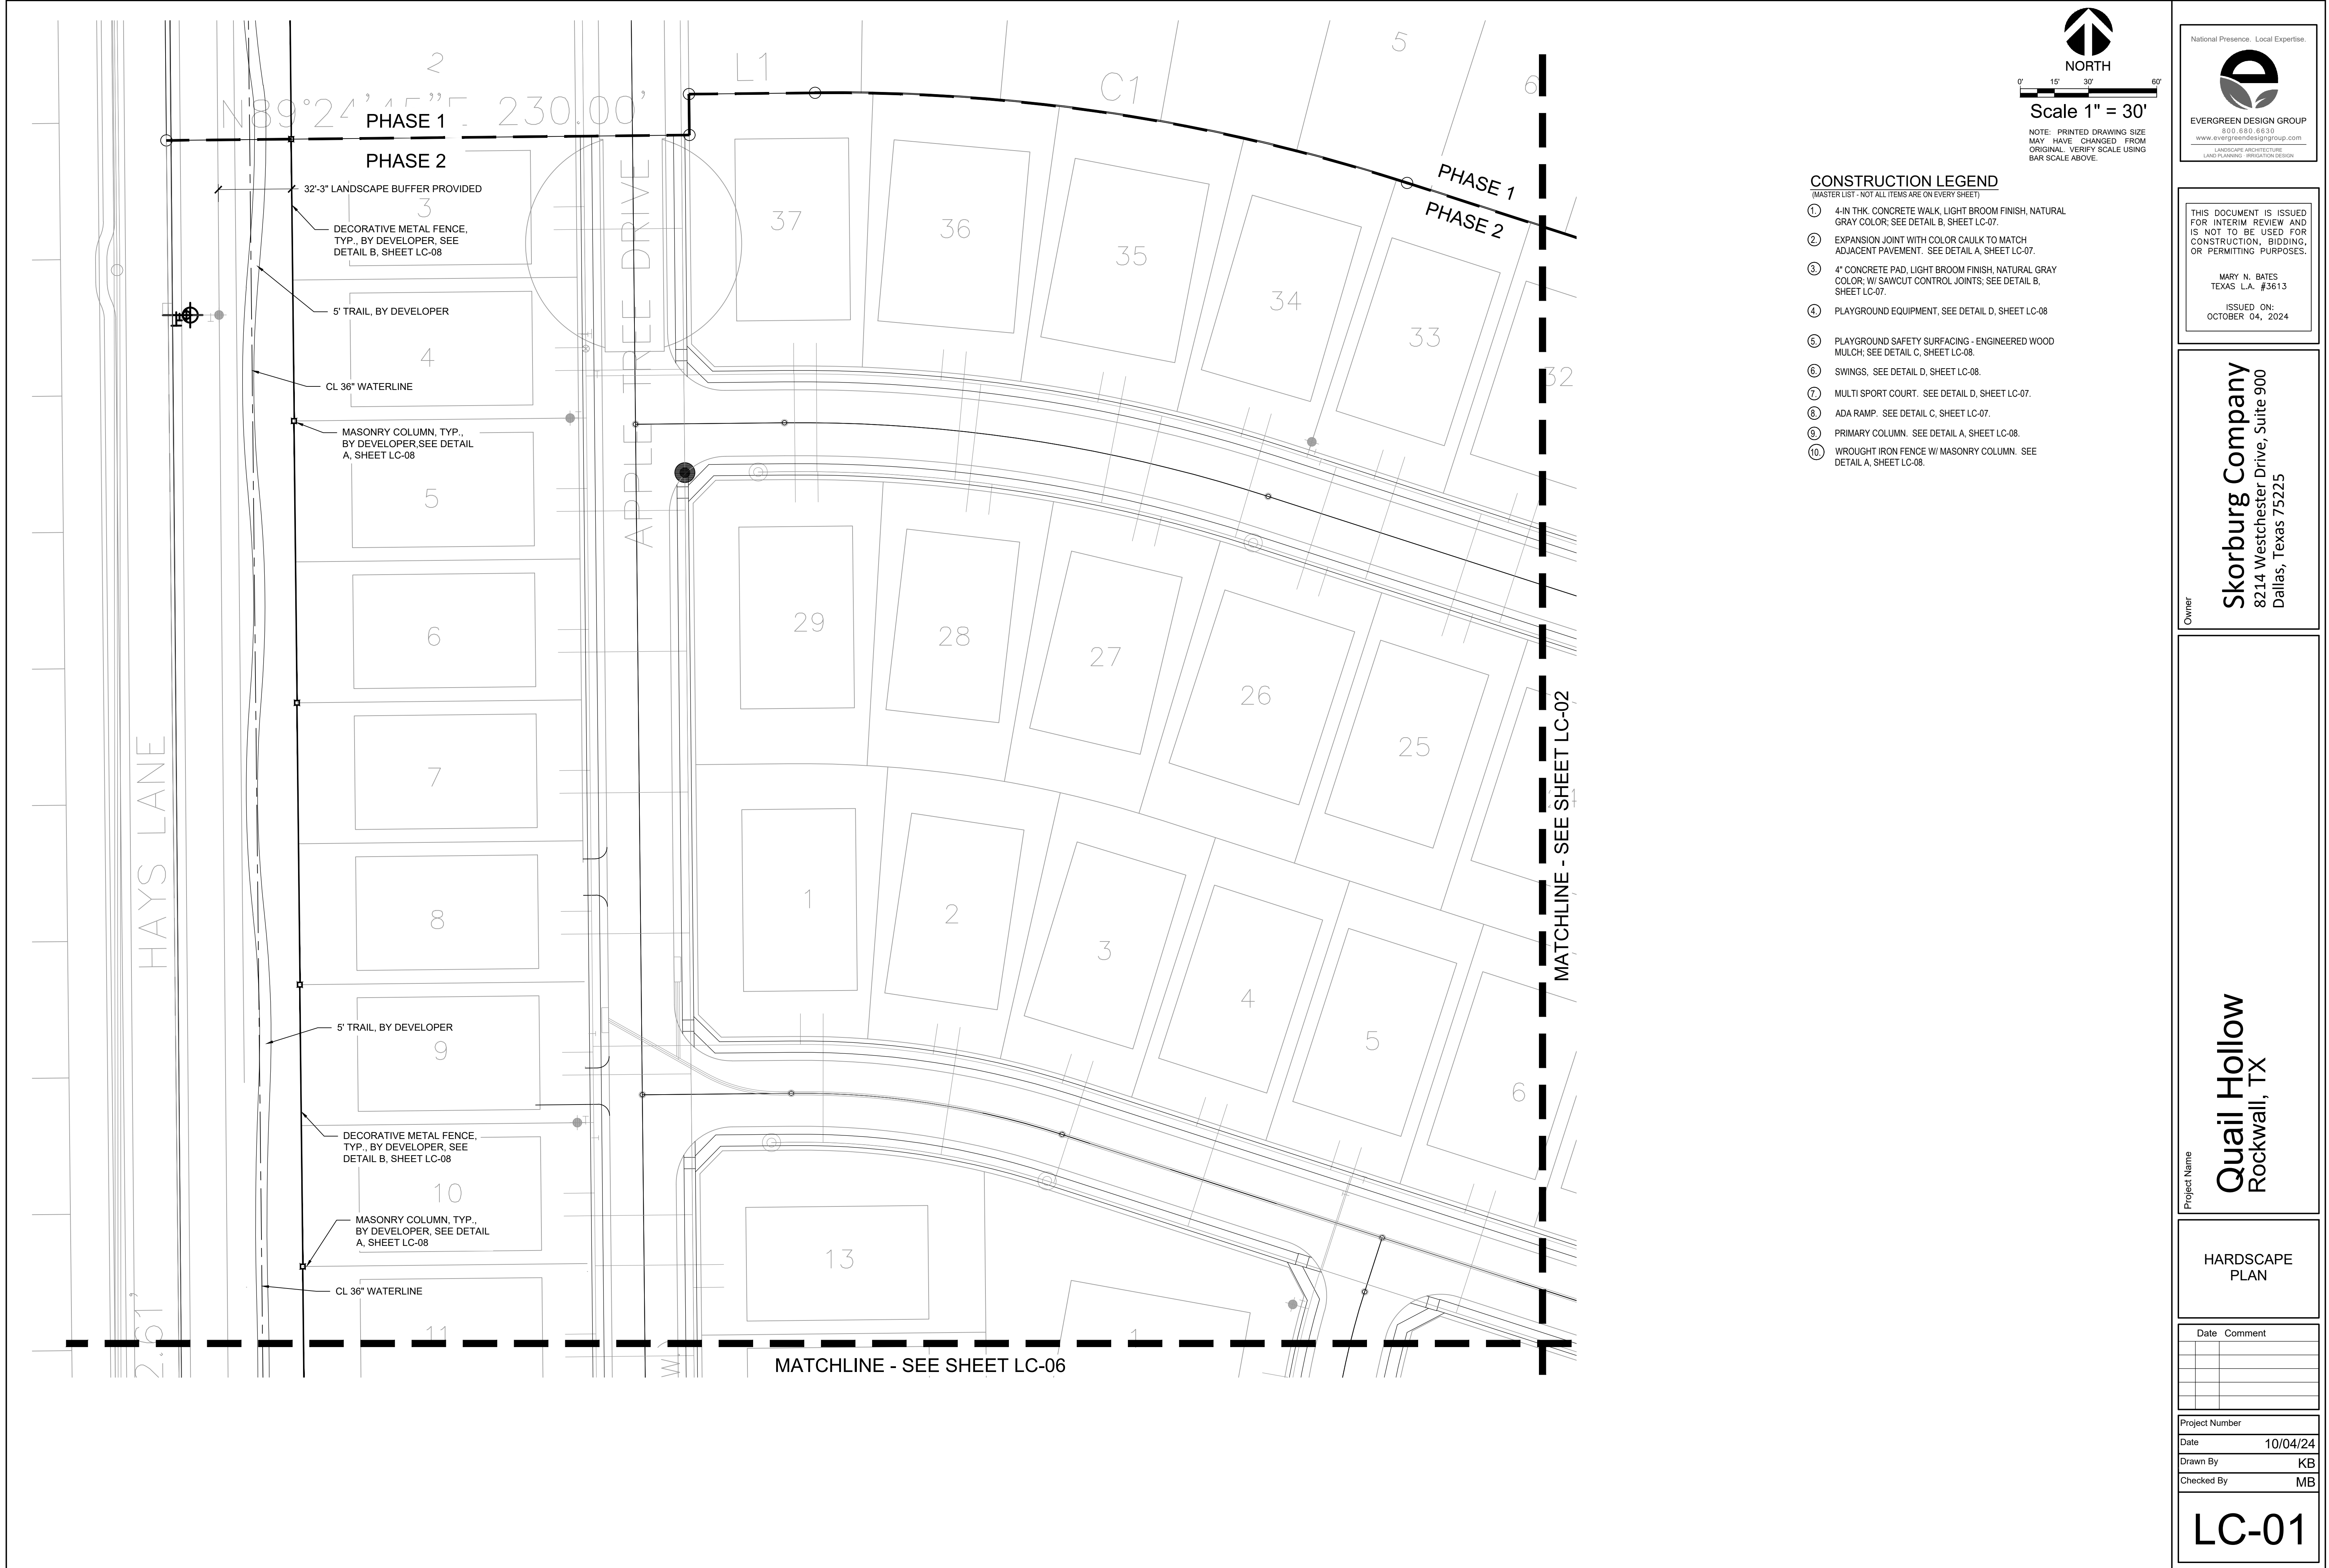 2
L1
C1
5
6
N89°24'45"E 230.00'
PHASE 1
PHASE 2
PHASE 1
PHASE 2
32'-3" LANDSCAPE BUFFER PROVIDED
3
DECORATIVE METAL FENCE,
TYP., BY DEVELOPER, SEE
DETAIL B, SHEET LC-08
5' TRAIL, BY DEVELOPER
4
CL 36" WATERLINE
MASONRY COLUMN, TYP.,
BY DEVELOPER,SEE DETAIL
A, SHEET LC-08
5
6
7
8
5' TRAIL, BY DEVELOPER
9
DECORATIVE METAL FENCE,
TYP., BY DEVELOPER, SEE
DETAIL B, SHEET LC-08
10
MASONRY COLUMN, TYP.,
BY DEVELOPER, SEE DETAIL
A, SHEET LC-08
CL 36" WATERLINE
11
HAYS LANE
2.61'
APPLE TREE DRIVE
37
36
35
34
33
32
29
28
27
26
25
24
1
2
3
4
5
6
13
1
MATCHLINE - SEE SHEET LC-02
MATCHLINE - SEE SHEET LC-06
NORTH
0' 15' 30' 60'
Scale 1" = 30'
NOTE: PRINTED DRAWING SIZE
MAY HAVE CHANGED FROM
ORIGINAL. VERIFY SCALE USING
BAR SCALE ABOVE.
CONSTRUCTION LEGEND
(MASTER LIST - NOT ALL ITEMS ARE ON EVERY SHEET)
1. 4-IN THK. CONCRETE WALK, LIGHT BROOM FINISH, NATURAL
GRAY COLOR; SEE DETAIL B, SHEET LC-07.
2. EXPANSION JOINT WITH COLOR CAULK TO MATCH
ADJACENT PAVEMENT. SEE DETAIL A, SHEET LC-07.
3. 4" CONCRETE PAD, LIGHT BROOM FINISH, NATURAL GRAY
COLOR; W/ SAWCUT CONTROL JOINTS; SEE DETAIL B,
SHEET LC-07.
4. PLAYGROUND EQUIPMENT, SEE DETAIL D, SHEET LC-08
5. PLAYGROUND SAFETY SURFACING - ENGINEERED WOOD
MULCH; SEE DETAIL C, SHEET LC-08.
6. SWINGS, SEE DETAIL D, SHEET LC-08.
7. MULTI SPORT COURT. SEE DETAIL D, SHEET LC-07.
8. ADA RAMP. SEE DETAIL C, SHEET LC-07.
9. PRIMARY COLUMN. SEE DETAIL A, SHEET LC-08.
10. WROUGHT IRON FENCE W/ MASONRY COLUMN. SEE
DETAIL A, SHEET LC-08.
National Presence. Local Expertise.
EVERGREEN DESIGN GROUP
800.680.6630
www.evergreendesigngroup.com
LANDSCAPE ARCHITECTURE
LAND PLANNING · IRRIGATION DESIGN
THIS DOCUMENT IS ISSUED
FOR INTERIM REVIEW AND
IS NOT TO BE USED FOR
CONSTRUCTION, BIDDING,
OR PERMITTING PURPOSES.
MARY N. BATES
TEXAS L.A. #3613
ISSUED ON:
OCTOBER 04, 2024
Owner
Skorburg Company
8214 Westchester Drive, Suite 900
Dallas, Texas 75225
Project Name
Quail Hollow
Rockwall, TX
HARDSCAPE
PLAN
Date Comment
Project Number
Date 10/04/24
Drawn By KB
Checked By MB
LC-01